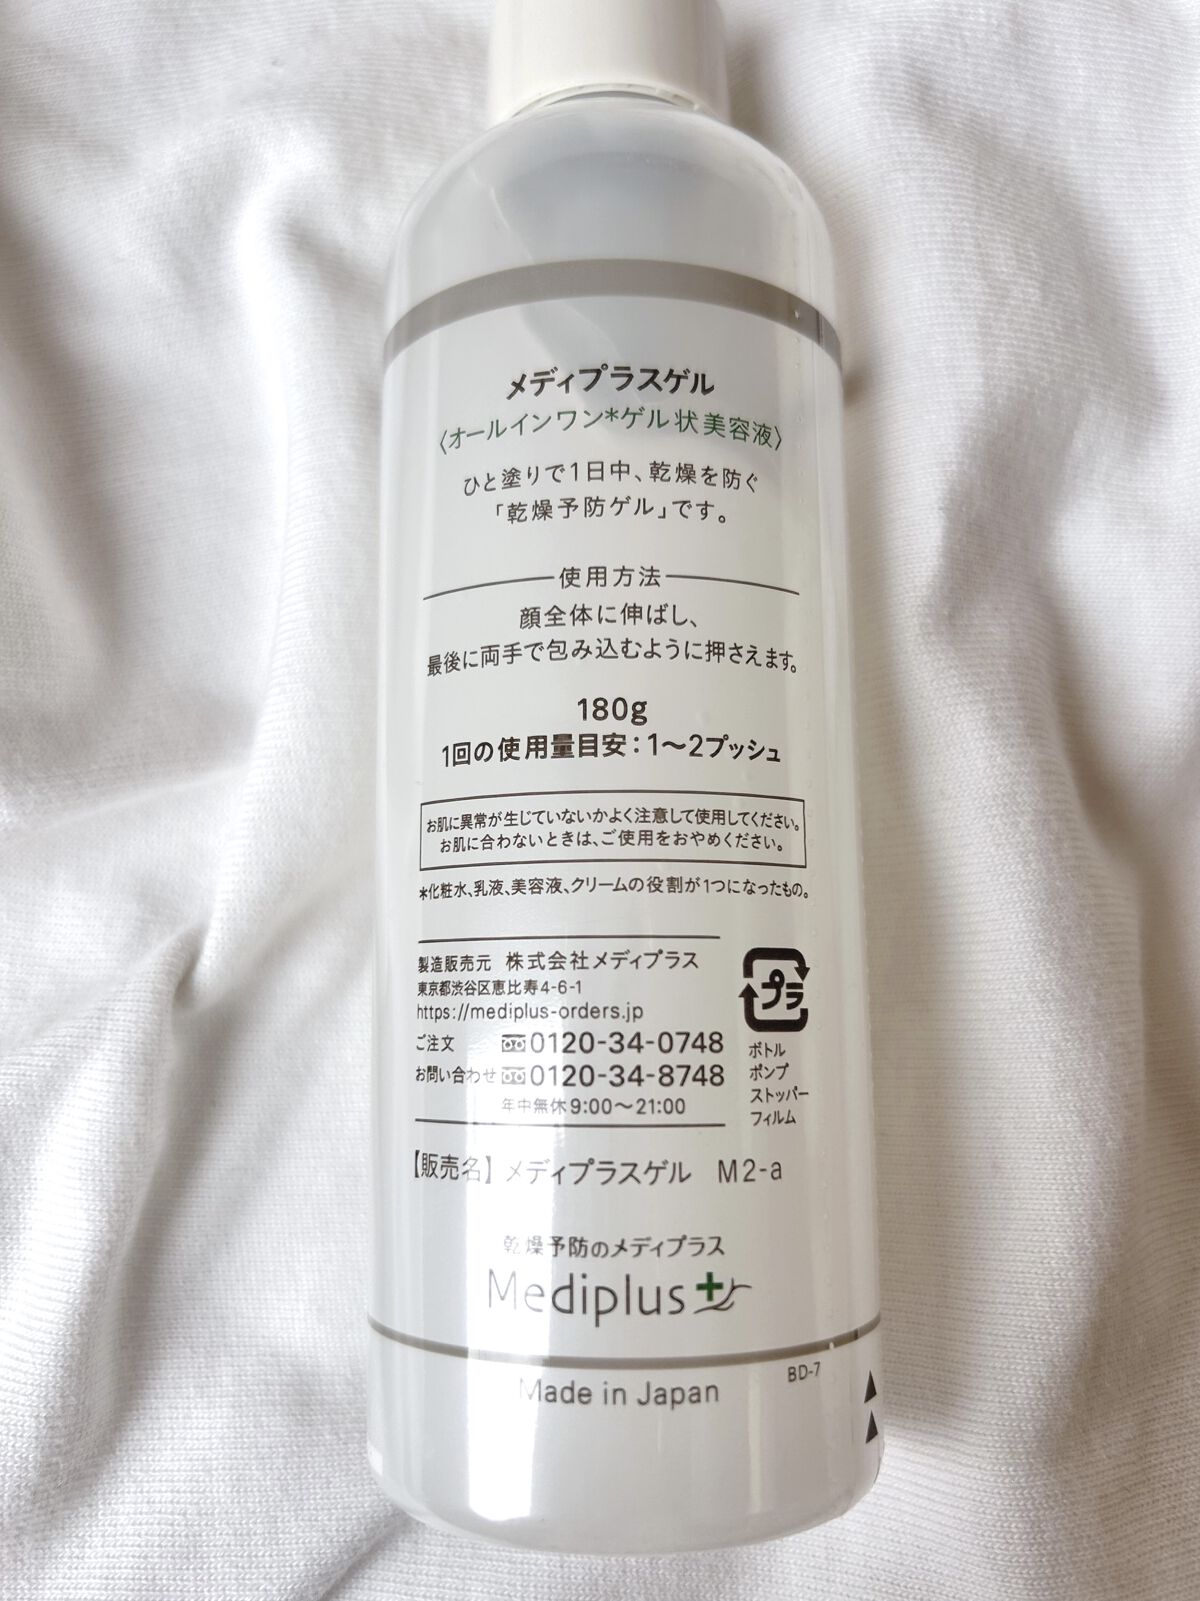 メディプラスゲル
〈オールインワン*ゲル状美容液〉
ひと塗りで1日中、乾燥を防ぐ
「乾燥予防ゲル」です。
使用方法
顔全体に伸ばし、
最後に両手で包み込むように押さえます。
180g
1回の使用量目安：1～2プッシュ
お肌に異常が生じていないかよく注意して使用してください。
お肌に合わないときは、ご使用をおやめください。
*化粧水、乳液、美容液、クリームの役割が1つになったもの。
製造販売元 株式会社メディプラス
東京都渋谷区恵比寿4-6-1
https://mediplus-orders.jp
ご注文 0120-34-0748
お問い合わせ 0120-34-8748
年中無休9:00～21:00
プラ
ボトル
ポンプ
ストッパー
フィルム
【販売名】メディプラスゲル M2-a
乾燥予防のメディプラス
Mediplus+
BD-7
Made in Japan